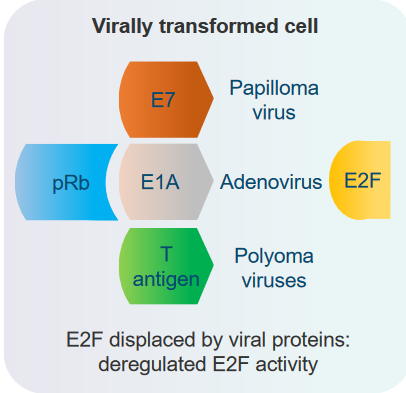 Virally transformed cell
E7
Papilloma
virus
pRb
E1A
Adenovirus
E2F
T
antigen
Polyoma
viruses
E2F displaced by viral proteins:
deregulated E2F activity